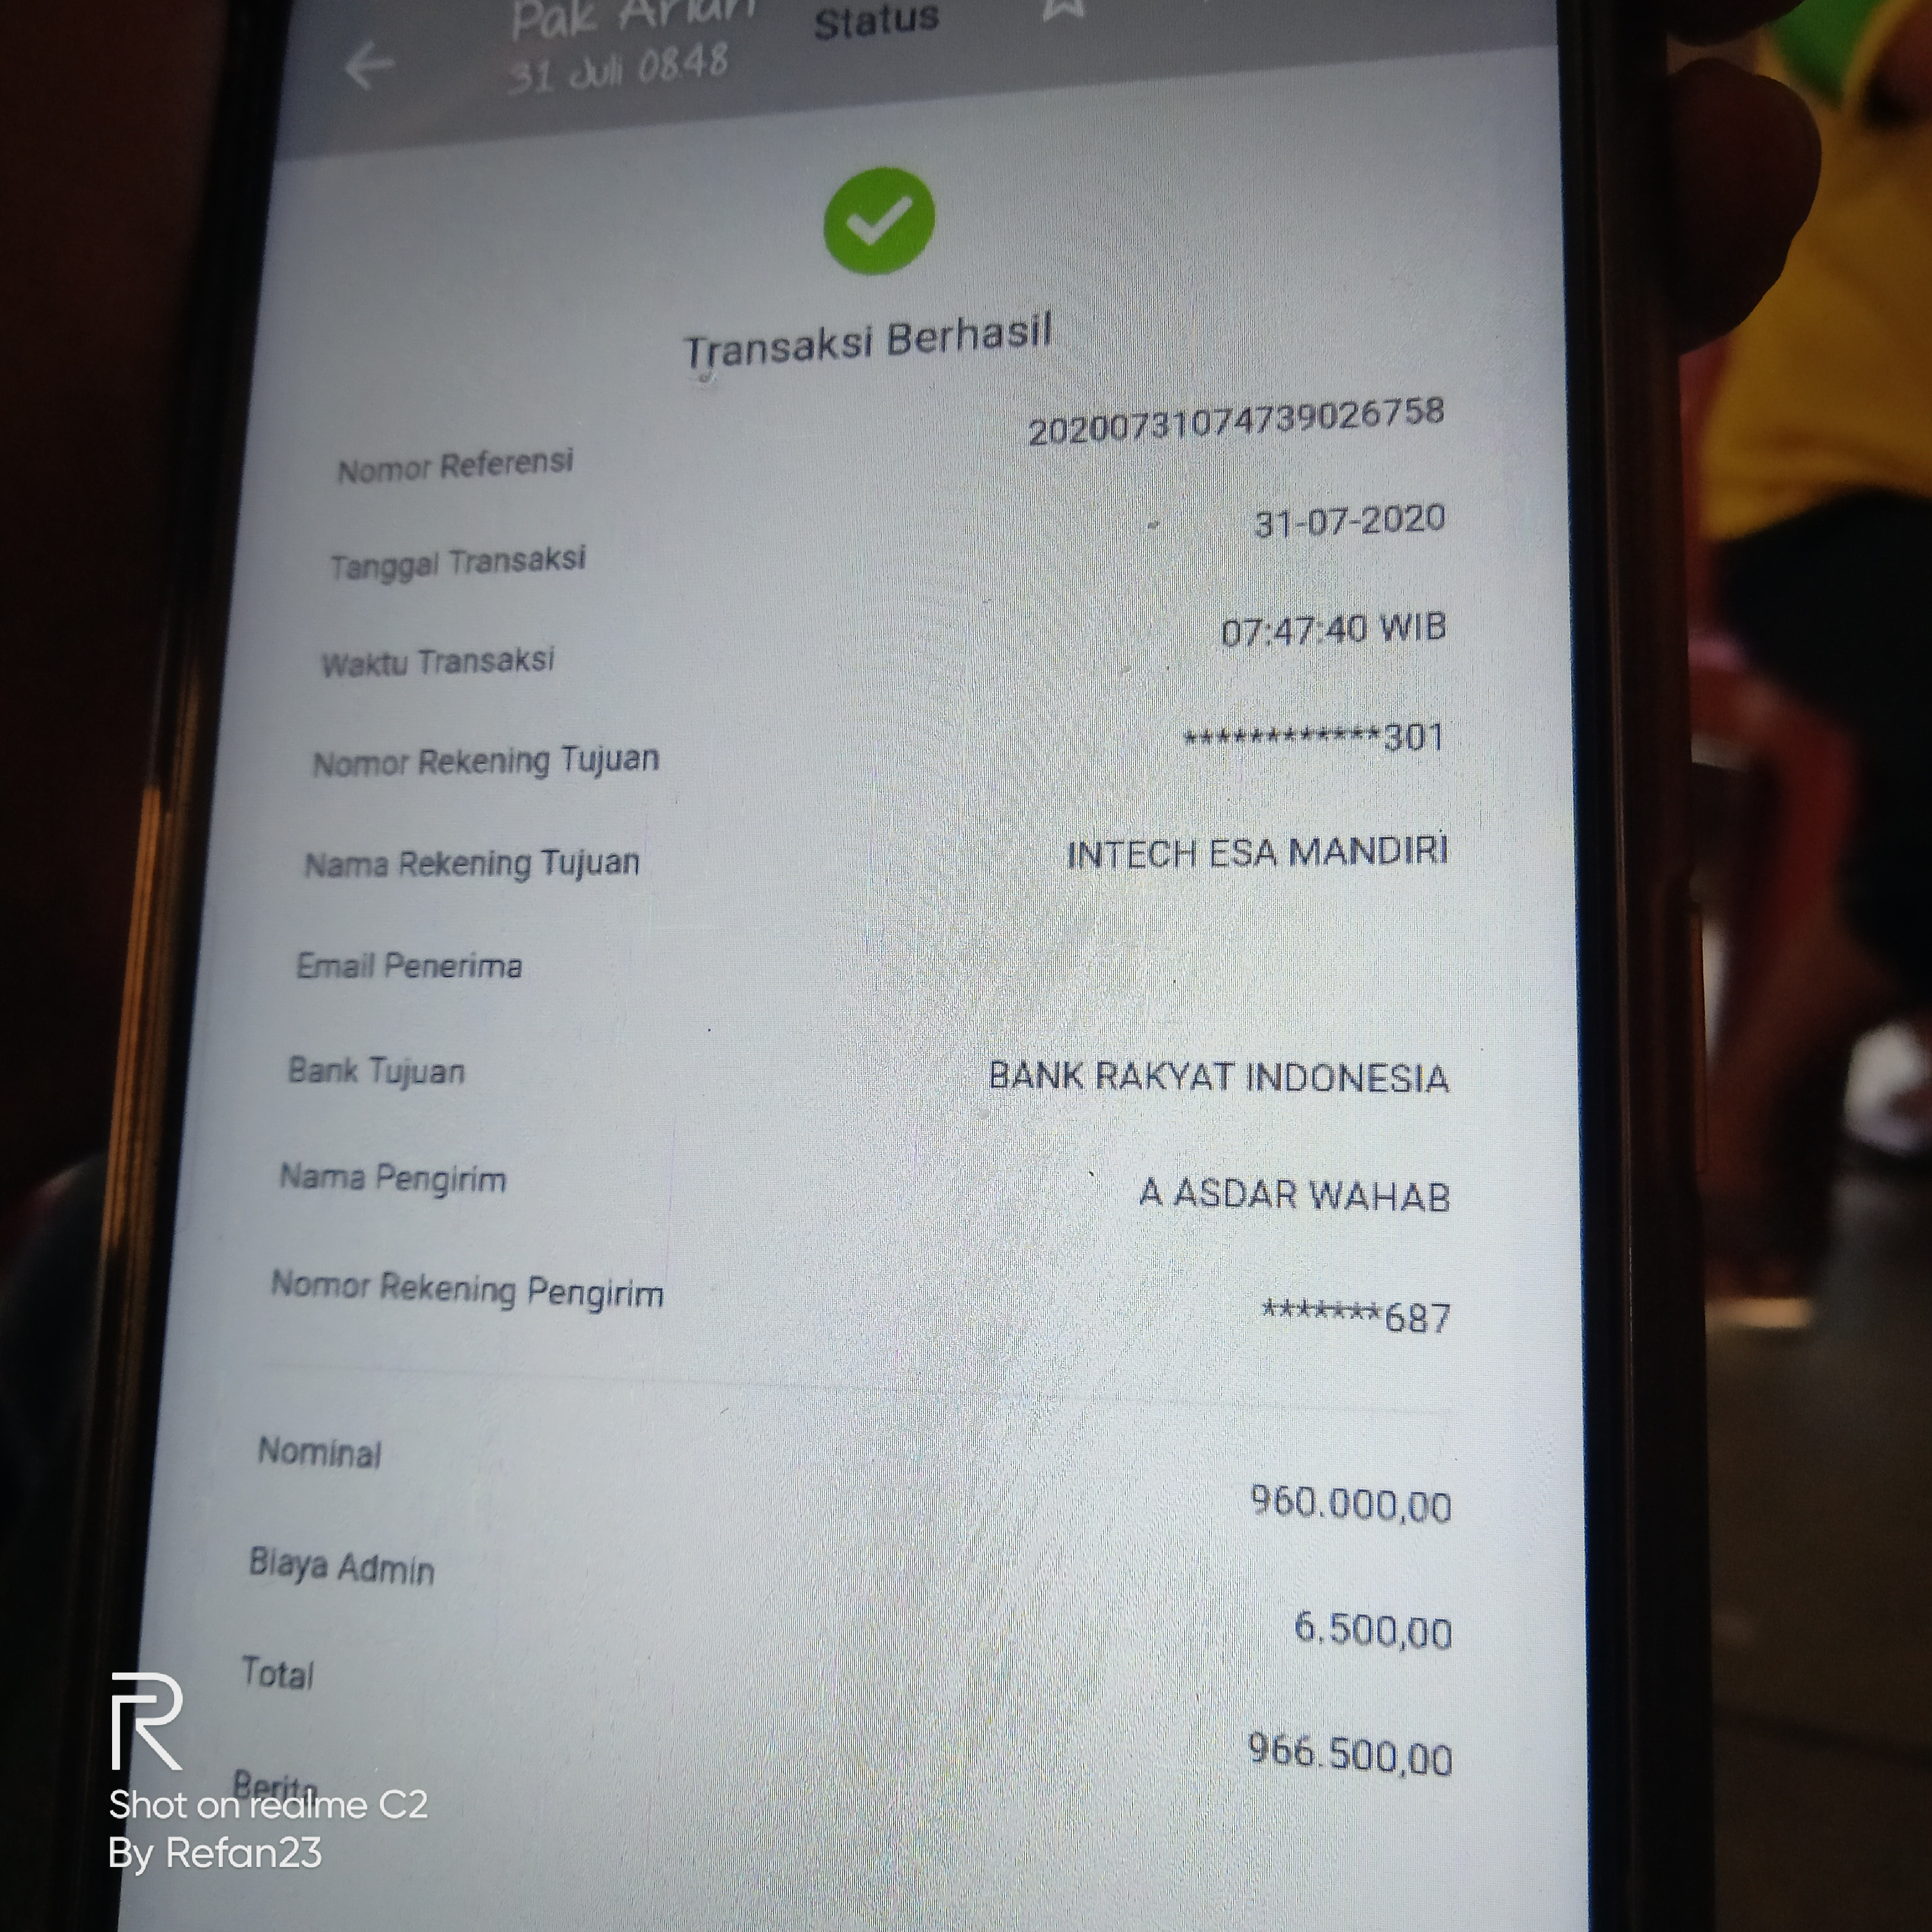 Pak
Status
31 Juli 08.48
Transaksi Berhasil
Nomor Referensi 20200731074739026758
Tanggal Transaksi 31-07-2020
Waktu Transaksi 07:47:40 WIB
Nomor Rekening Tujuan ************301
Nama Rekening Tujuan INTECH ESA MANDIRI
Email Penerima
Bank Tujuan BANK RAKYAT INDONESIA
Nama Pengirim A ASDAR WAHAB
Nomor Rekening Pengirim *******687
Nominal 960.000,00
Biaya Admin 6.500,00
Total 966.500,00
Berita
R
Shot on realme C2
By Refan23